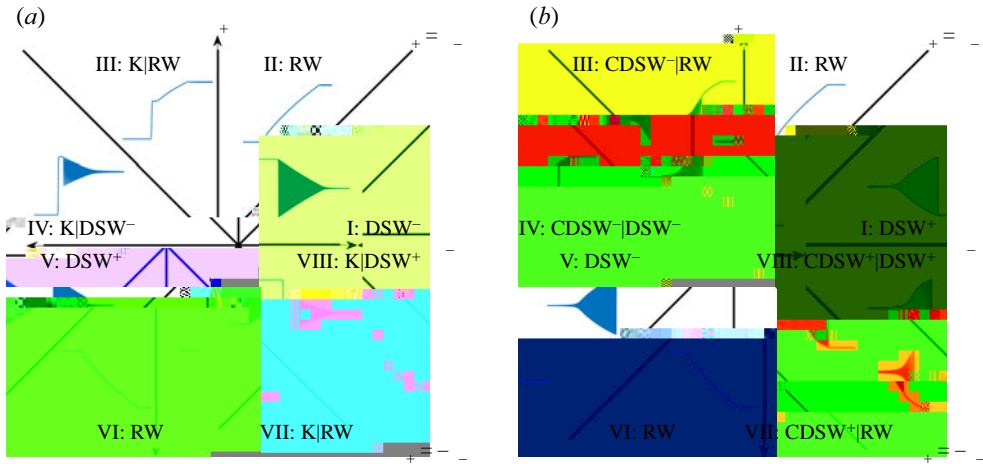 (a)
+
+ = −
III: K|RW
II: RW
IV: K|DSW⁻
I: DSW⁻
V: DSW⁺
VIII: K|DSW⁺
−
VI: RW
VII: K|RW
+ = − −
(b)
+
+ = −
III: CDSW⁻|RW
II: RW
IV: CDSW⁻|DSW⁻
I: DSW⁺
V: DSW⁻
VIII: CDSW⁺|DSW⁺
−
VI: RW
VII: CDSW⁺|RW
+ = − −